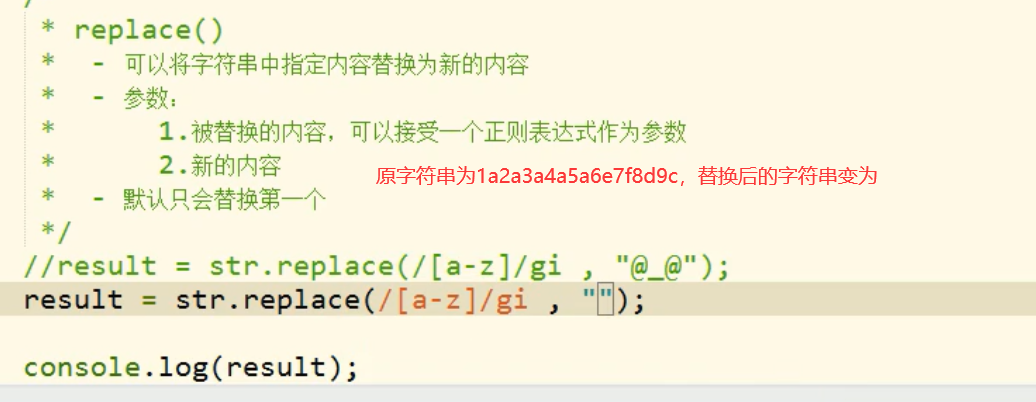 /
* replace()
* - 可以将字符串中指定内容替换为新的内容
* - 参数：
* 1.被替换的内容，可以接受一个正则表达式作为参数
* 2.新的内容
原字符串为1a2a3a4a5a6e7f8d9c，替换后的字符串变为
* - 默认只会替换第一个
*/
//result = str.replace(/[a-z]/gi , "@_@");
result = str.replace(/[a-z]/gi , "");
console.log(result);